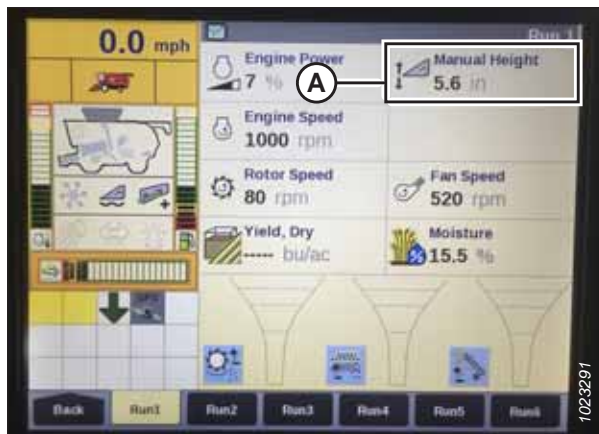 0.0 mph
Run 1
Engine Power
7 %
A
Manual Height
5.6 in
Engine Speed
1000 rpm
Rotor Speed
80 rpm
Fan Speed
520 rpm
Yield, Dry
----- bu/ac
Moisture
15.5 %
Back
Run1
Run2
Run3
Run4
Run5
Run6
1023291